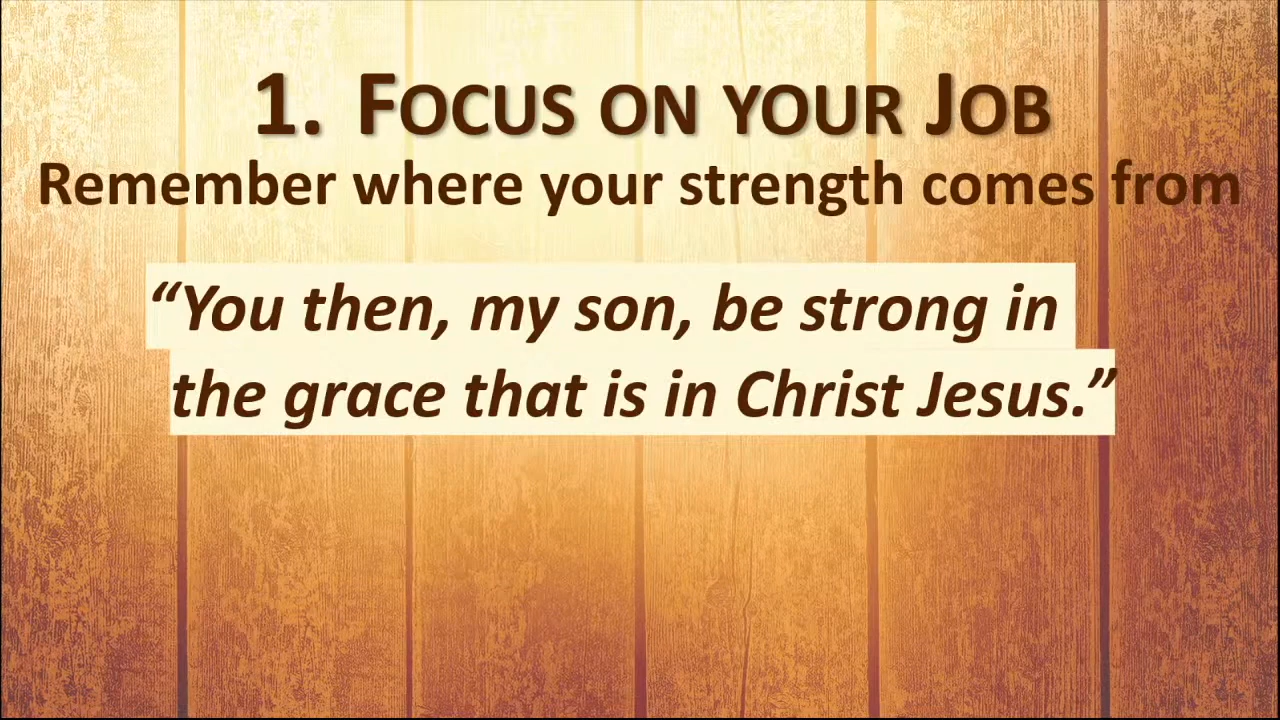 1. Focus on your Job
Remember where your strength comes from
“You then, my son, be strong in
the grace that is in Christ Jesus.”